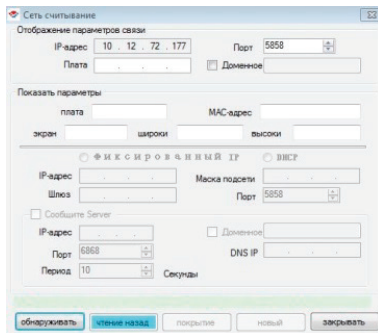 Сеть считывание
Отображение параметров связи
IP-адрес 10 . 12 . 72 . 177 Порт 5858
Плата . . . Доменное
Показать параметры
плата MAC-адрес
экран широки высоки
Фиксированный IP DHCP
IP-адрес . . . Маска подсети . . .
Шлюз . . . Порт 5858
Сообщите Server
IP-адрес . . . Доменное
Порт 6868 DNS IP . . .
Период 10 Секунды
обнаруживать чтение назад покрытие новый закрывать